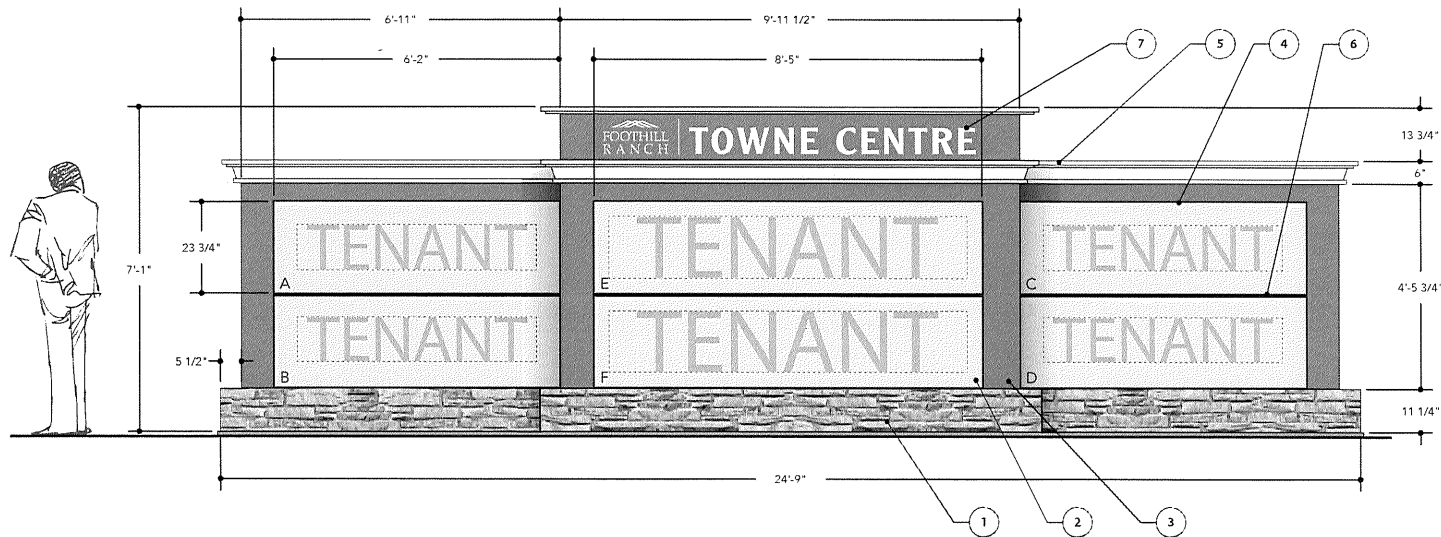 6'-11"
9'-11 1/2"
7
5
4
6
6'-2"
8'-5"
13 3/4"
FOOTHILL
RANCH
TOWNE CENTRE
6"
TENANT
TENANT
TENANT
23 3/4"
7'-1"
A
E
C
4'-5 3/4"
TENANT
TENANT
TENANT
5 1/2"
B
F
D
11 1/4"
24'-9"
1
2
3